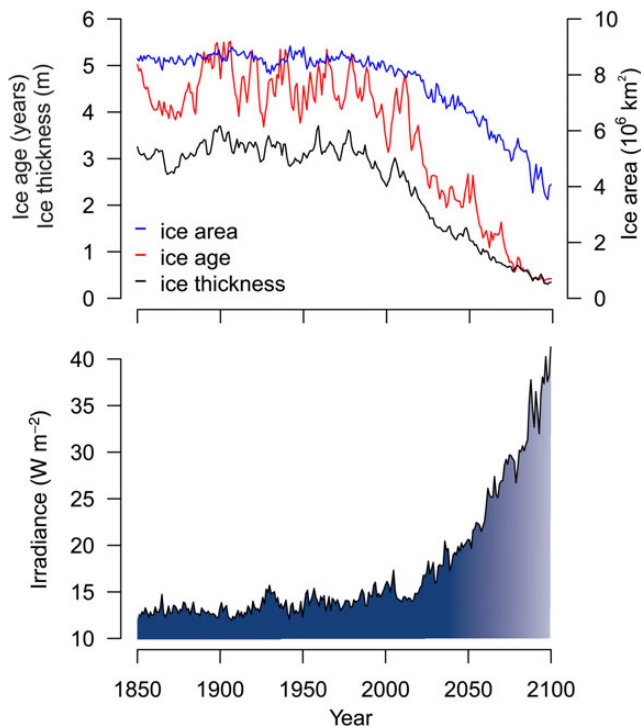 6
5
4
3
2
1
0
Ice age (years)
Ice thickness (m)
10
8
6
4
2
0
Ice area (10⁶ km²)
ice area
ice age
ice thickness
40
35
30
25
20
15
10
Irradiance (W m⁻²)
1850 1900 1950 2000 2050 2100
Year